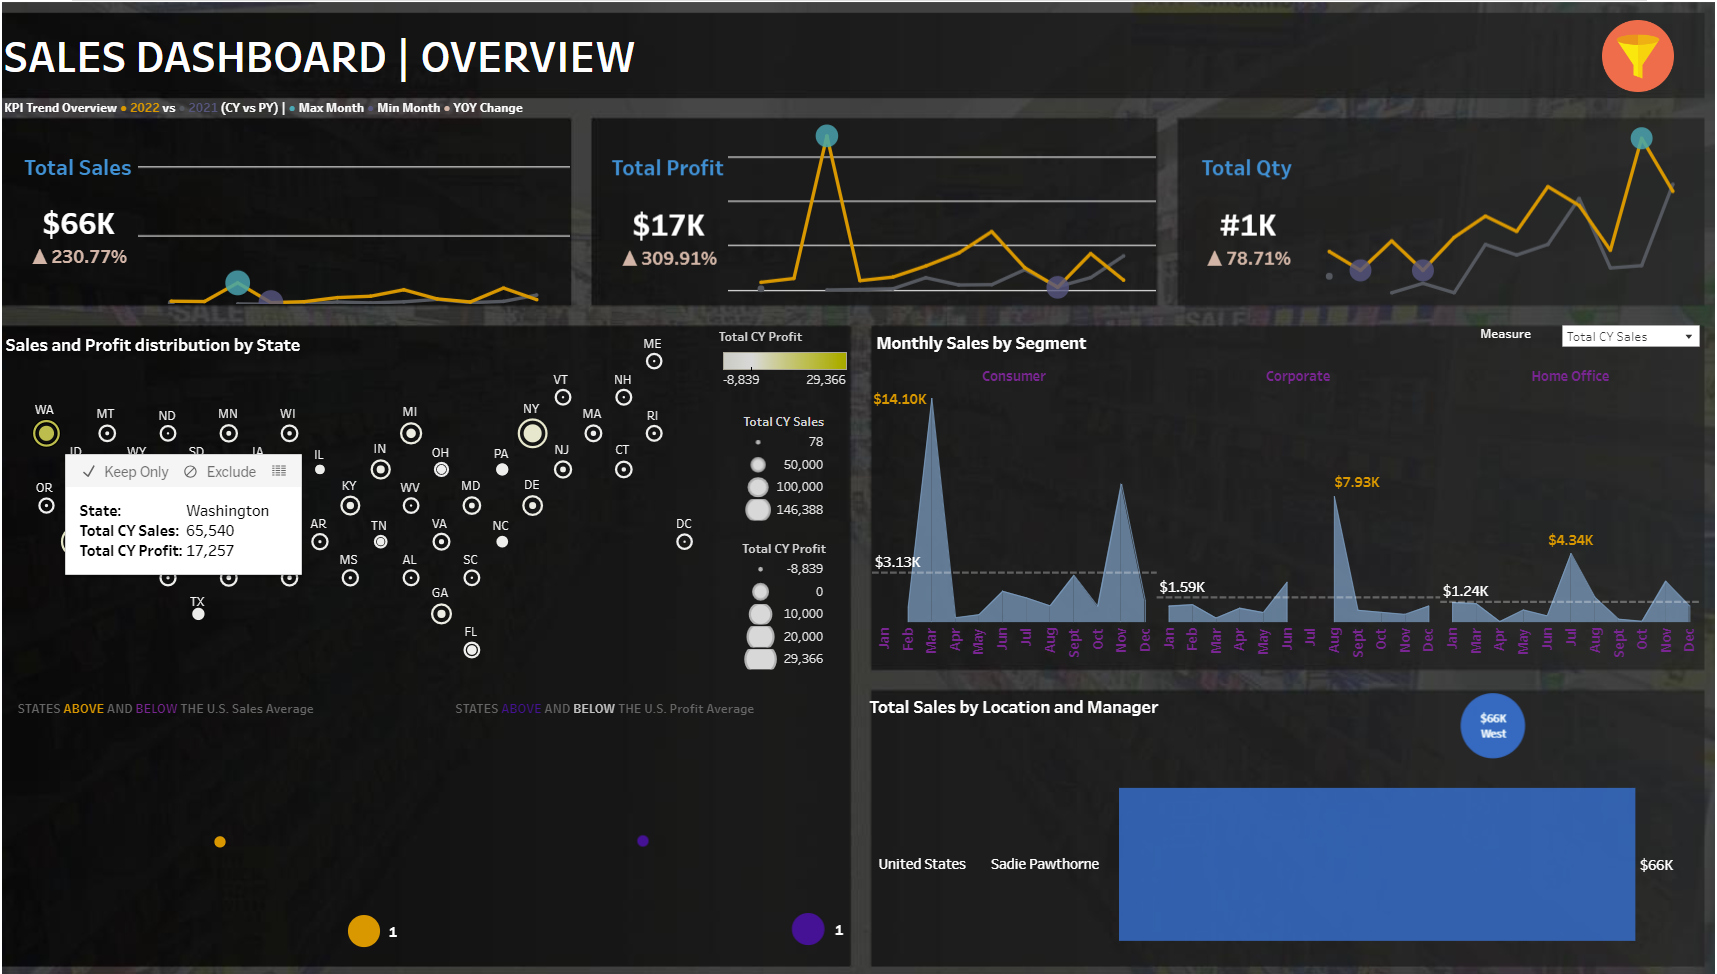 SALES DASHBOARD | OVERVIEW
KPI Trend Overview ● 2022 vs ● 2021 (CY vs PY) | ● Max Month ● Min Month ● YOY Change
Total Sales
$66K
▲ 230.77%
Total Profit
$17K
▲ 309.91%
Total Qty
#1K
▲ 78.71%
Sales and Profit distribution by State
ME
VT
NH
WA
MT
ND
MN
WI
MI
NY
MA
RI
ID
WY
SD
IA
IL
IN
OH
PA
NJ
CT
OR
KY
WV
MD
DE
AR
TN
VA
NC
DC
MS
AL
SC
TX
GA
FL
Keep Only
Exclude
State: Washington
Total CY Sales: 65,540
Total CY Profit: 17,257
Total CY Profit
-8,839 29,366
Total CY Sales
78
50,000
100,000
146,388
Total CY Profit
-8,839
0
10,000
20,000
29,366
STATES ABOVE AND BELOW THE U.S. Sales Average
STATES ABOVE AND BELOW THE U.S. Profit Average
1
1
Monthly Sales by Segment
Measure
Total CY Sales
Consumer
Corporate
Home Office
$14.10K
$3.13K
$7.93K
$1.59K
$4.34K
$1.24K
Jan Feb Mar Apr May Jun Jul Aug Sept Oct Nov Dec
Jan Feb Mar Apr May Jun Jul Aug Sept Oct Nov Dec
Jan Mar Apr May Jun Jul Aug Sept Oct Nov Dec
Total Sales by Location and Manager
$66K
West
United States Sadie Pawthorne $66K